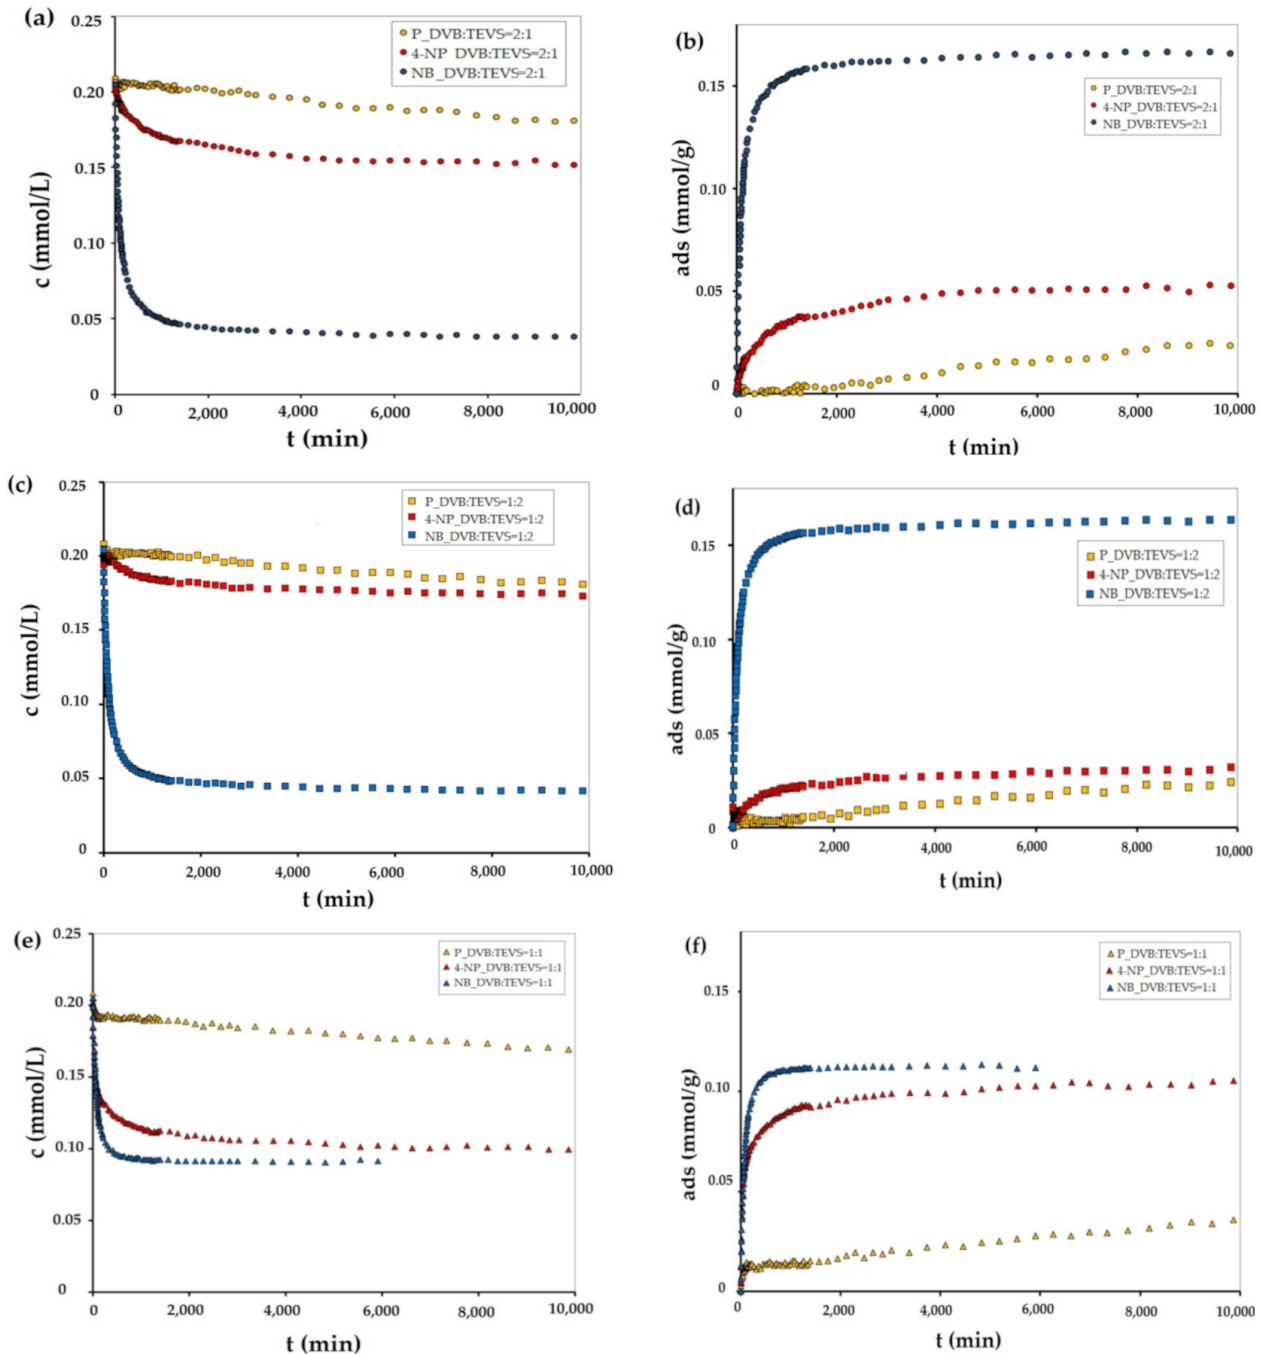 (a)
0.25
0.20
0.15
0.10
0.05
0
c (mmol/L)
P_DVB:TEVS=2:1
4-NP_DVB:TEVS=2:1
NB_DVB:TEVS=2:1
0
2,000
4,000
6,000
8,000
10,000
t (min)
(b)
0.15
0.10
0.05
0
ads (mmol/g)
P_DVB:TEVS=2:1
4-NP_DVB:TEVS=2:1
NB_DVB:TEVS=2:1
0
2,000
4,000
6,000
8,000
10,000
t (min)
(c)
0.25
0.20
0.15
0.10
0.05
0
c (mmol/L)
P_DVB:TEVS=1:2
4-NP_DVB:TEVS=1:2
NB_DVB:TEVS=1:2
0
2,000
4,000
6,000
8,000
10,000
t (min)
(d)
0.15
0.10
0.05
0
ads (mmol/g)
P_DVB:TEVS=1:2
4-NP_DVB:TEVS=1:2
NB_DVB:TEVS=1:2
0
2,000
4,000
6,000
8,000
10,000
t (min)
(e)
0.25
0.20
0.15
0.10
0.05
0
c (mmol/L)
P_DVB:TEVS=1:1
4-NP_DVB:TEVS=1:1
NB_DVB:TEVS=1:1
0
2,000
4,000
6,000
8,000
10,000
t (min)
(f)
0.15
0.10
0.05
0
ads (mmol/g)
P_DVB:TEVS=1:1
4-NP_DVB:TEVS=1:1
NB_DVB:TEVS=1:1
0
2,000
4,000
6,000
8,000
10,000
t (min)